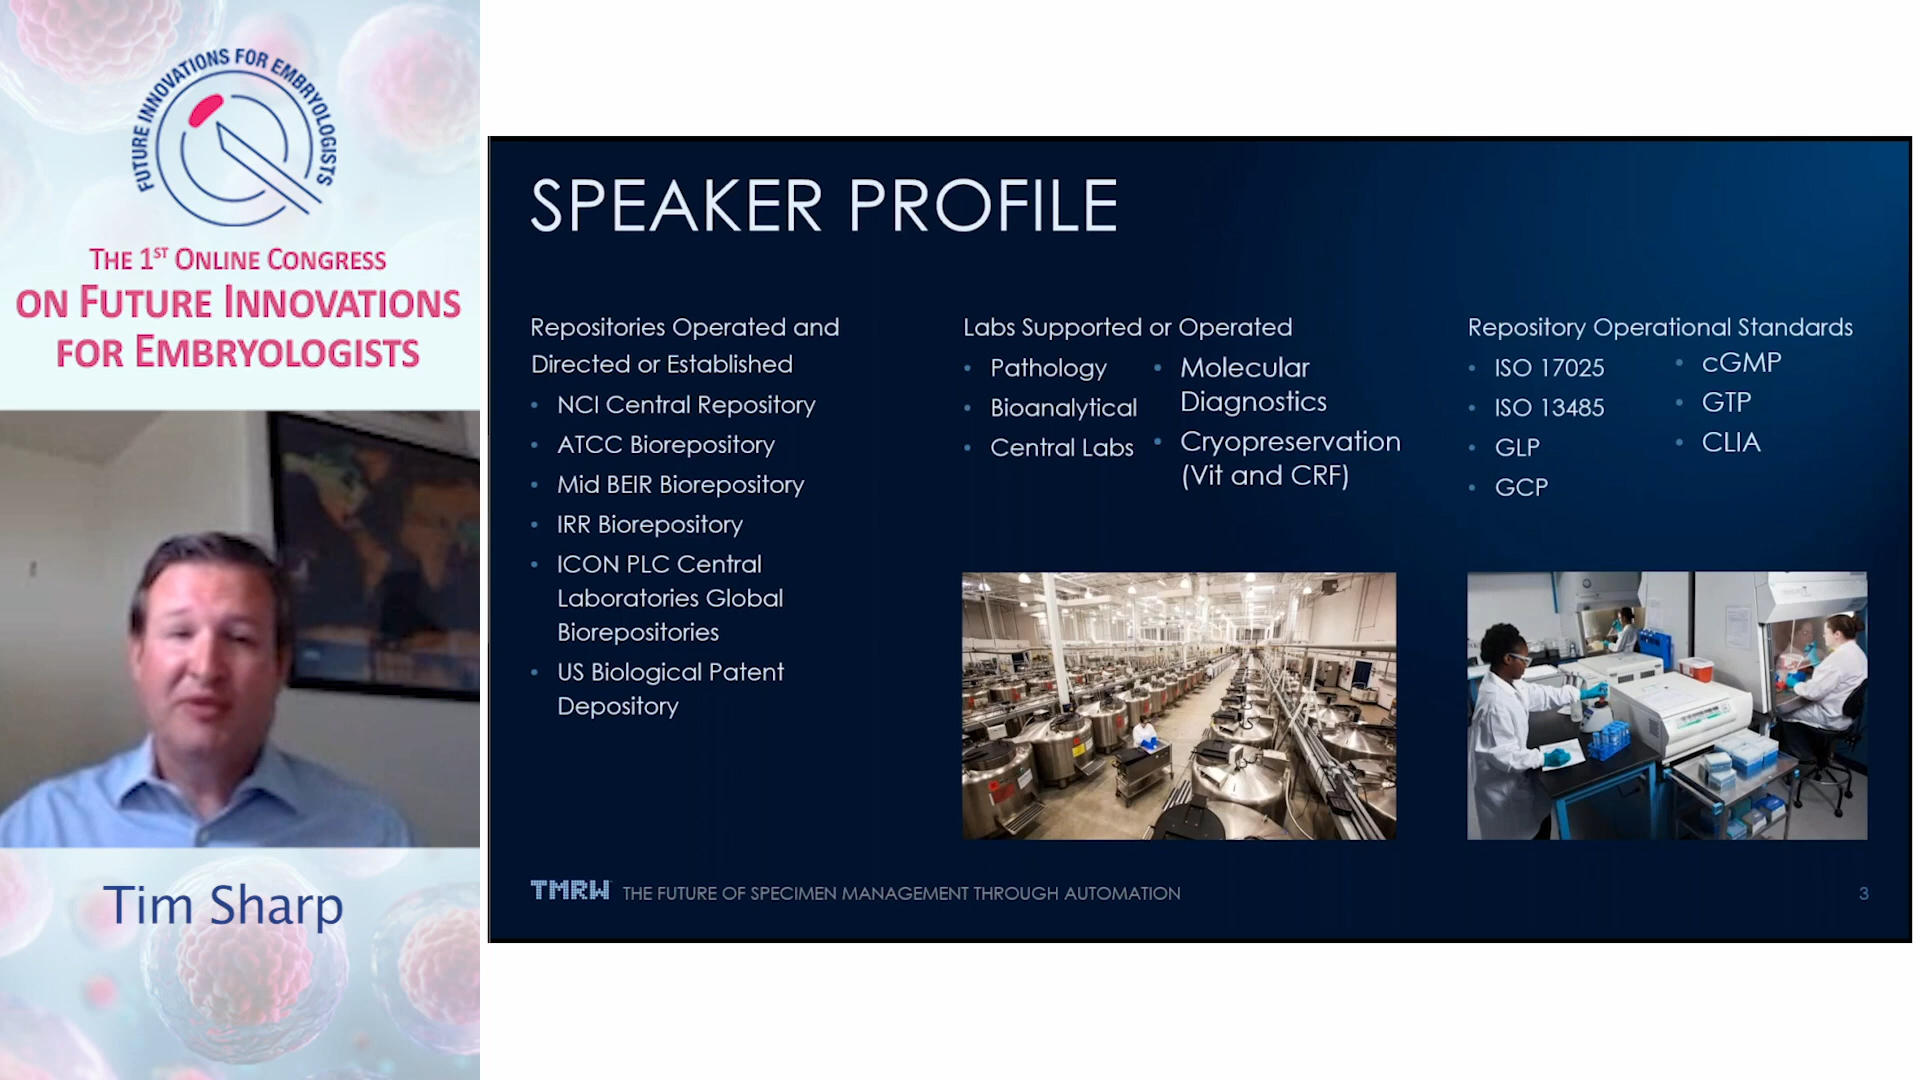 FUTURE INNOVATIONS FOR EMBRYOLOGISTS
THE 1ST ONLINE CONGRESS
ON FUTURE INNOVATIONS
FOR EMBRYOLOGISTS
Tim Sharp
SPEAKER PROFILE
Repositories Operated and
Directed or Established
• NCI Central Repository
• ATCC Biorepository
• Mid BEIR Biorepository
• IRR Biorepository
• ICON PLC Central
Laboratories Global
Biorepositories
• US Biological Patent
Depository
Labs Supported or Operated
• Pathology
• Bioanalytical
• Central Labs
• Molecular
Diagnostics
• Cryopreservation
(Vit and CRF)
Repository Operational Standards
• ISO 17025
• ISO 13485
• GLP
• GCP
• cGMP
• GTP
• CLIA
TMRW THE FUTURE OF SPECIMEN MANAGEMENT THROUGH AUTOMATION
3